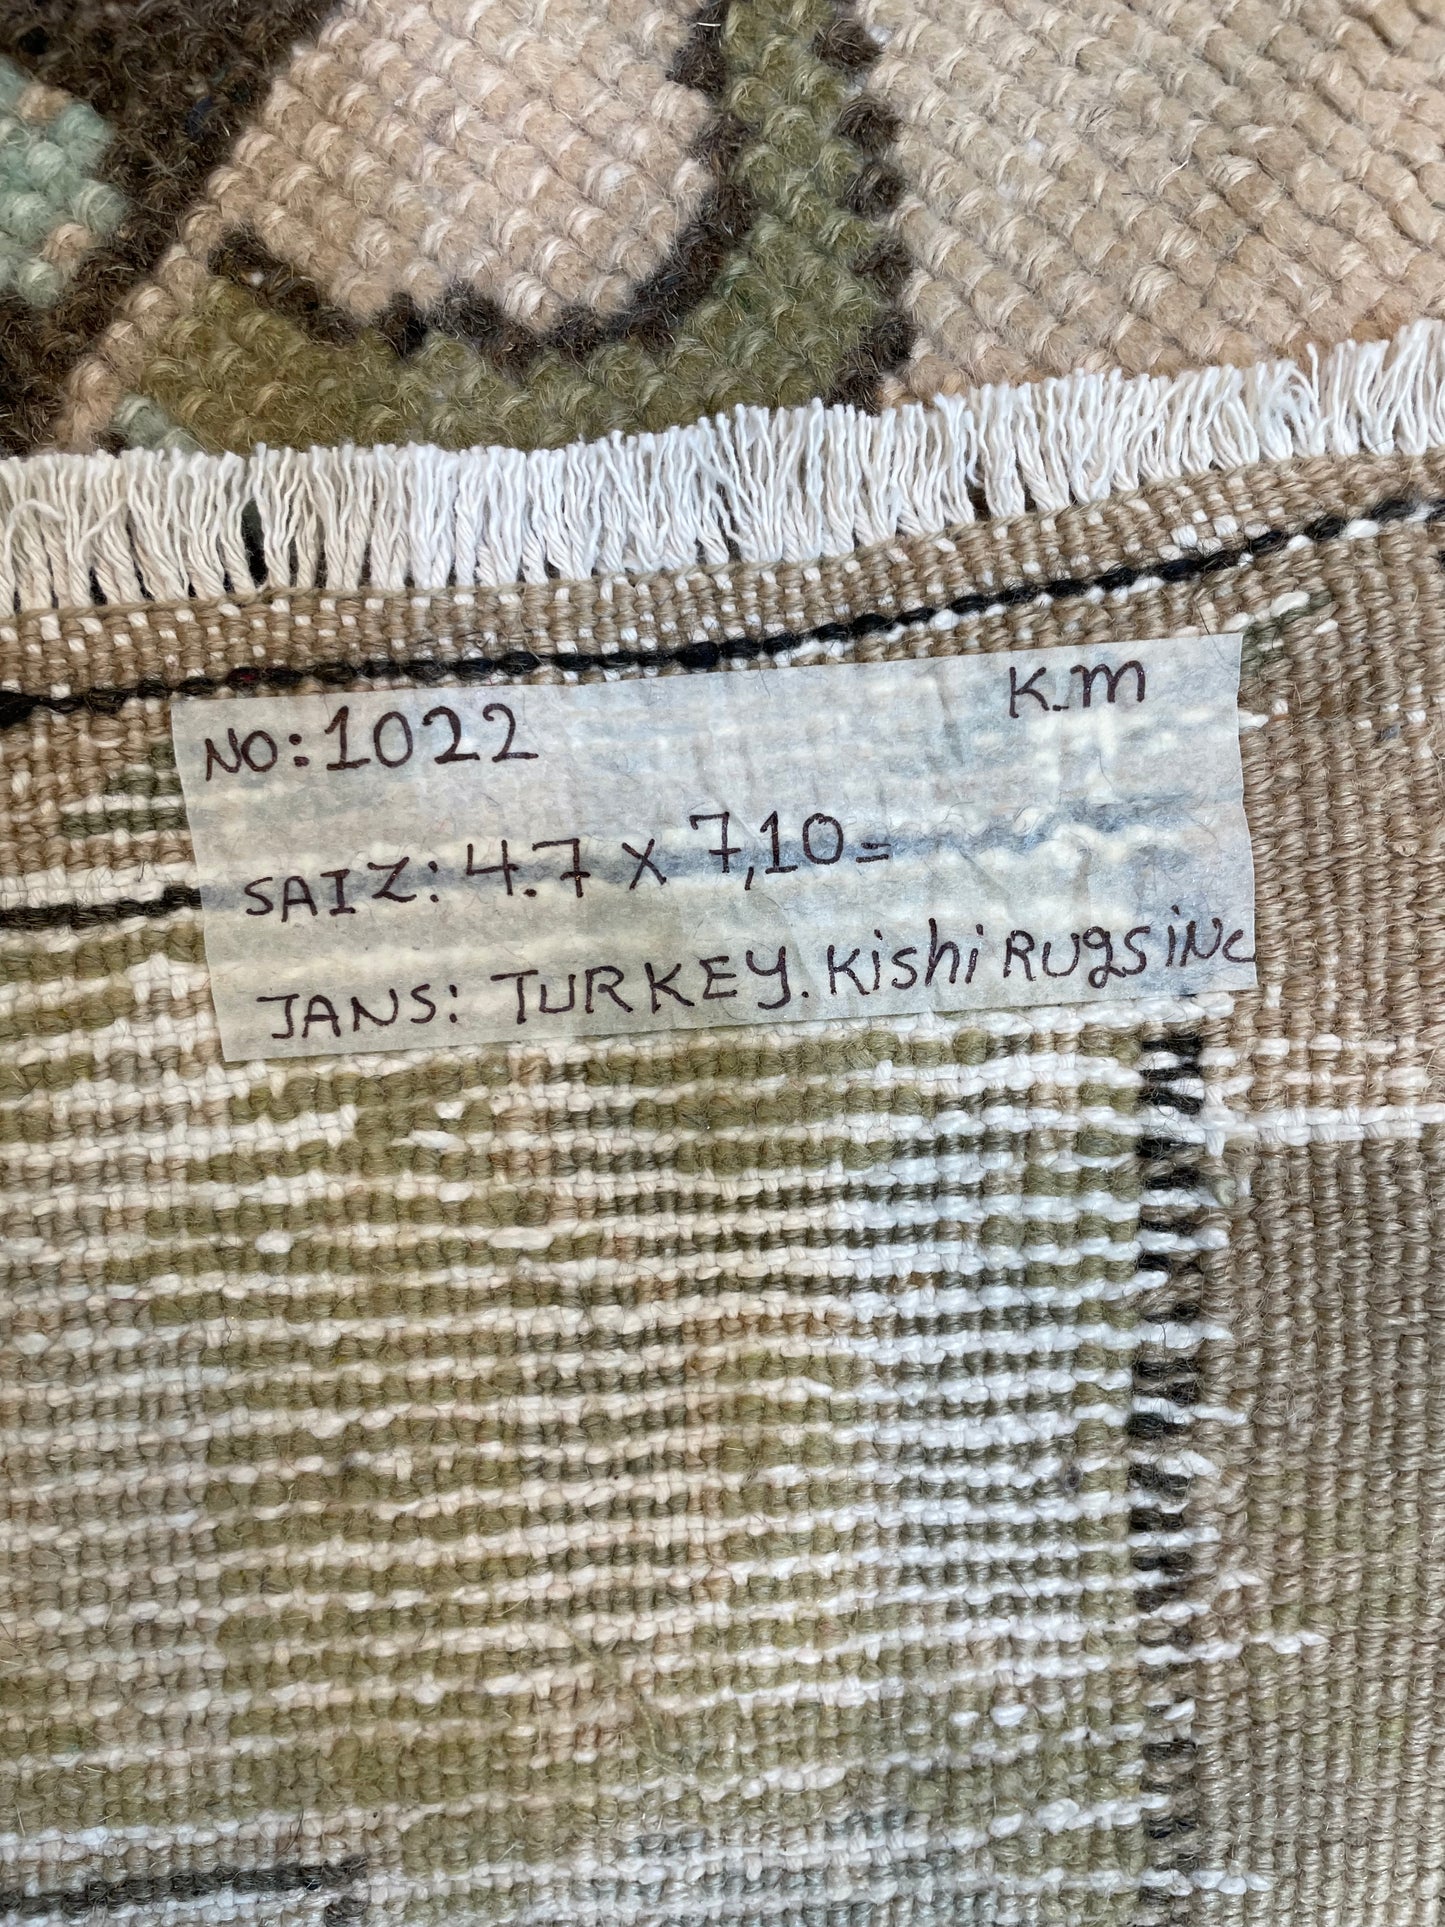 NO: 1022 K.m
SAIZ: 4.7 x 7,10=
JANS: TURKEY. Kishi RUgS iNc